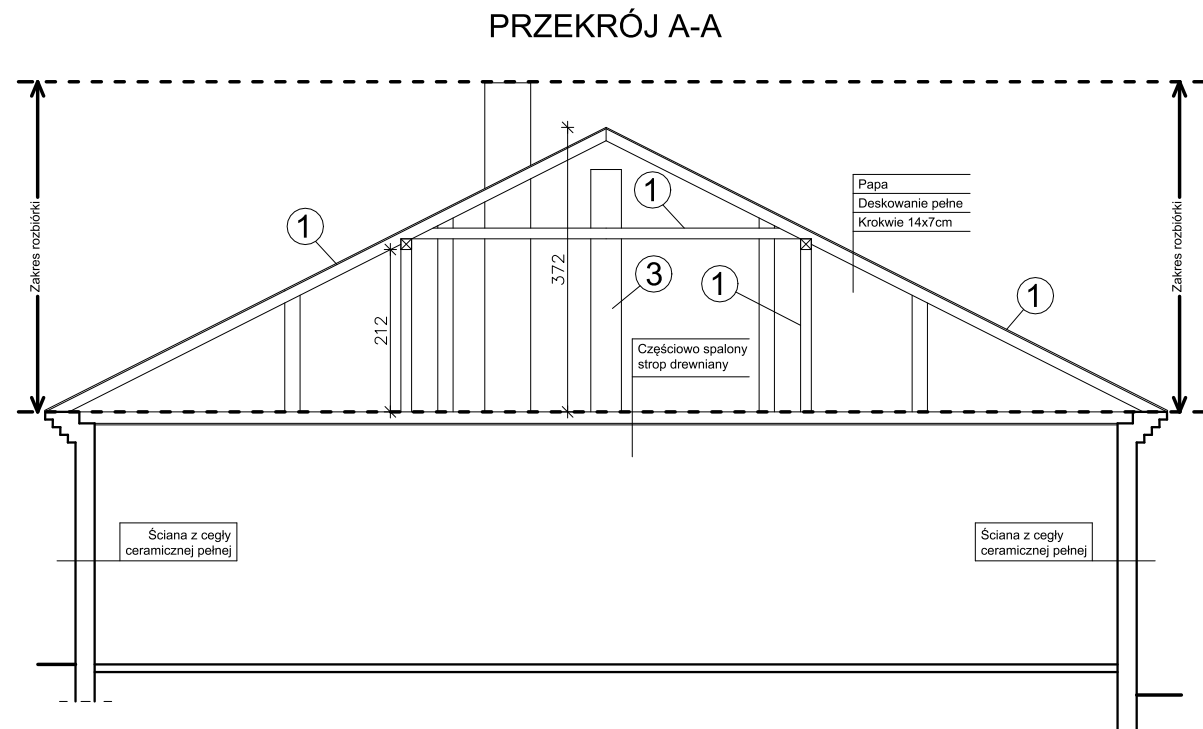 PRZEKRÓJ A-A
Zakres rozbiórki
Zakres rozbiórki
1
1
Papa
Deskowanie pełne
Krokwie 14x7cm
372
3
1
1
212
Częściowo spalony
strop drewniany
Ściana z cegły
ceramicznej pełnej
Ściana z cegły
ceramicznej pełnej